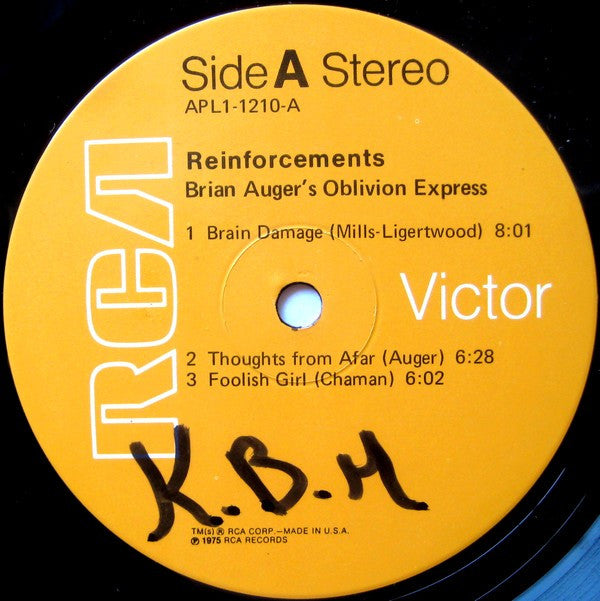 Side A Stereo
APL1-1210-A
Reinforcements
Brian Auger's Oblivion Express
1 Brain Damage (Mills-Ligertwood) 8:01
RCA
Victor
2 Thoughts from Afar (Auger) 6:28
3 Foolish Girl (Chaman) 6:02
K.B.M
TM(s) ® RCA CORP.—MADE IN U.S.A.
℗ 1975 RCA RECORDS